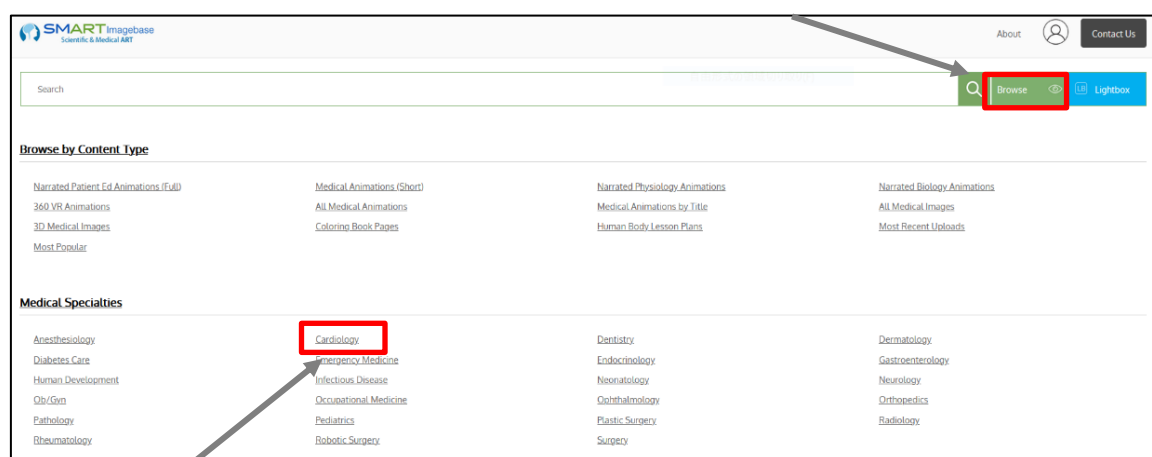 SMART Imagebase
Scientific & Medical ART
About
Contact Us
Search
Browse
LB Lightbox
Browse by Content Type
Narrated Patient Ed Animations (Full) Medical Animations (Short) Narrated Physiology Animations Narrated Biology Animations
360 VR Animations All Medical Animations Medical Animations by Title All Medical Images
3D Medical Images Coloring Book Pages Human Body Lesson Plans Most Recent Uploads
Most Popular
Medical Specialties
Anesthesiology Cardiology Dentistry Dermatology
Diabetes Care Emergency Medicine Endocrinology Gastroenterology
Human Development Infectious Disease Neonatology Neurology
Ob/Gyn Occupational Medicine Ophthalmology Orthopedics
Pathology Pediatrics Plastic Surgery Radiology
Rheumatology Robotic Surgery Surgery